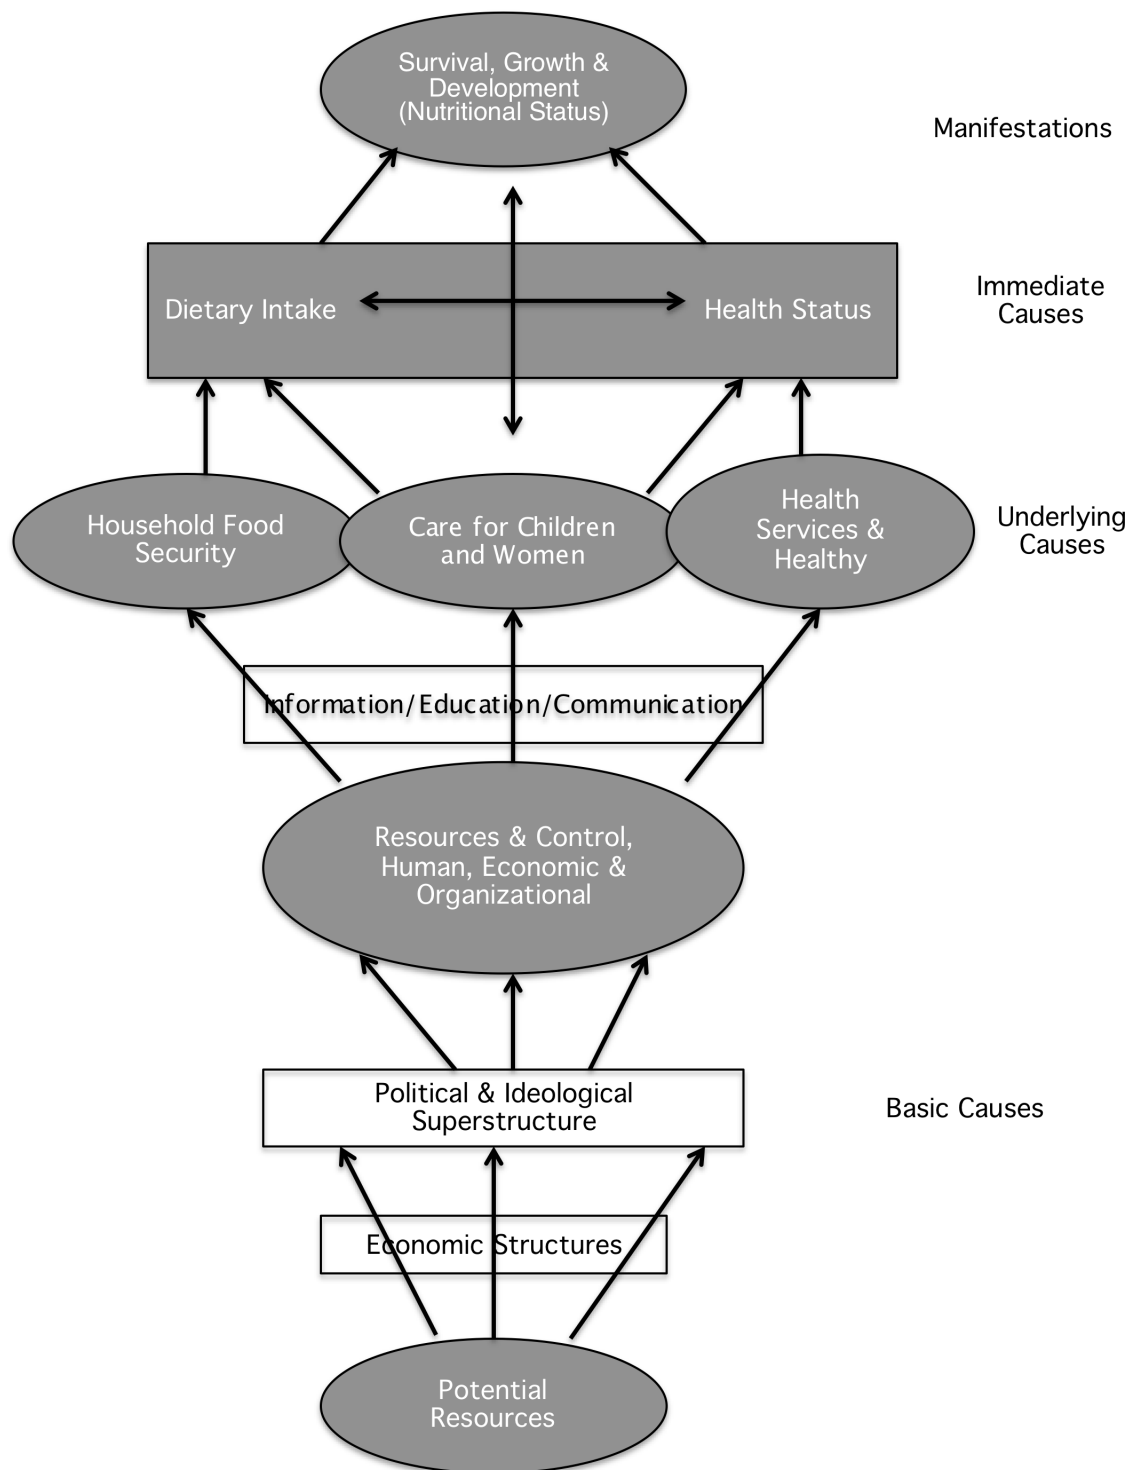 Survival, Growth &
Development
(Nutritional Status)
Manifestations
Dietary Intake
Health Status
Immediate
Causes
Household Food
Security
Care for Children
and Women
Health
Services &
Healthy
Underlying
Causes
Information/Education/Communication
Resources & Control,
Human, Economic &
Organizational
Political & Ideological
Superstructure
Basic Causes
Economic Structures
Potential
Resources